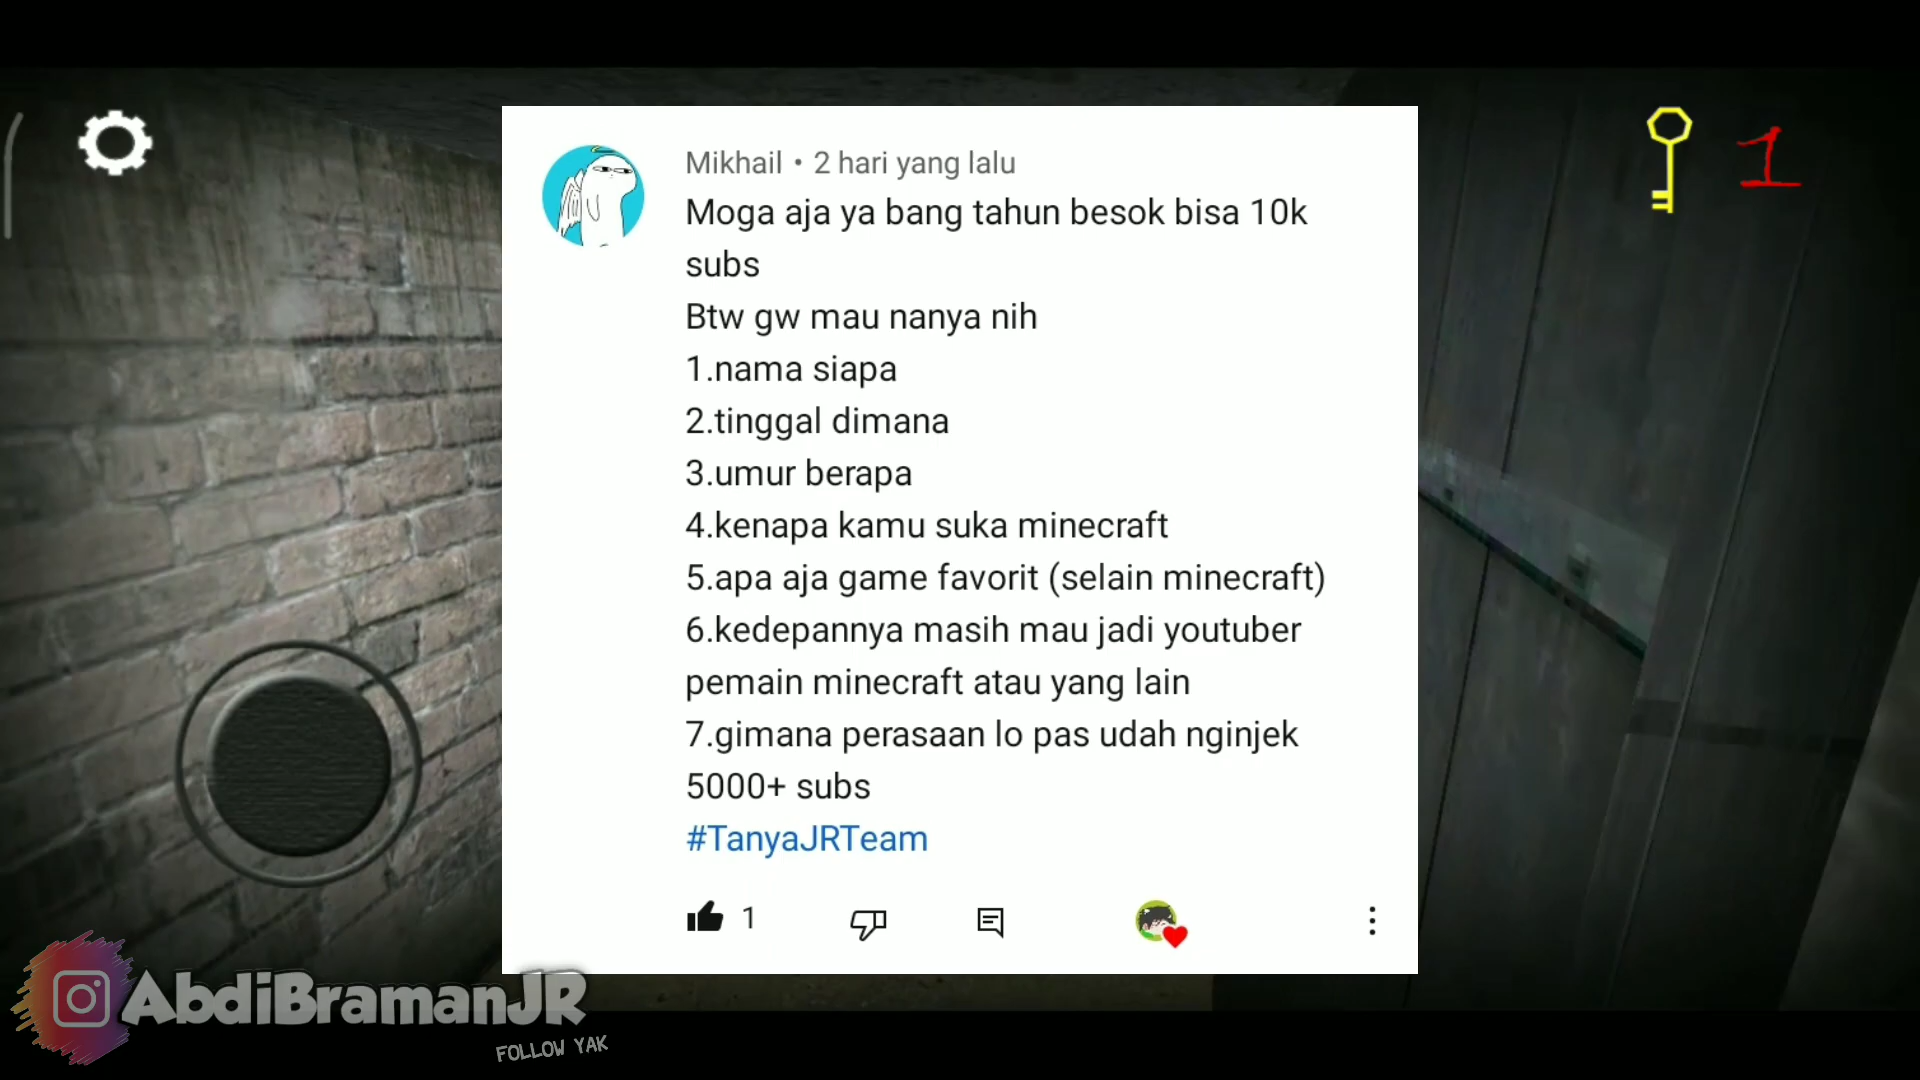 Mikhail • 2 hari yang lalu
Moga aja ya bang tahun besok bisa 10k
subs
Btw gw mau nanya nih
1.nama siapa
2.tinggal dimana
3.umur berapa
4.kenapa kamu suka minecraft
5.apa aja game favorit (selain minecraft)
6.kedepannya masih mau jadi youtuber
pemain minecraft atau yang lain
7.gimana perasaan lo pas udah nginjek
5000+ subs
#TanyaJRTeam
1
1
AbdiBramanJR
FOLLOW YAK